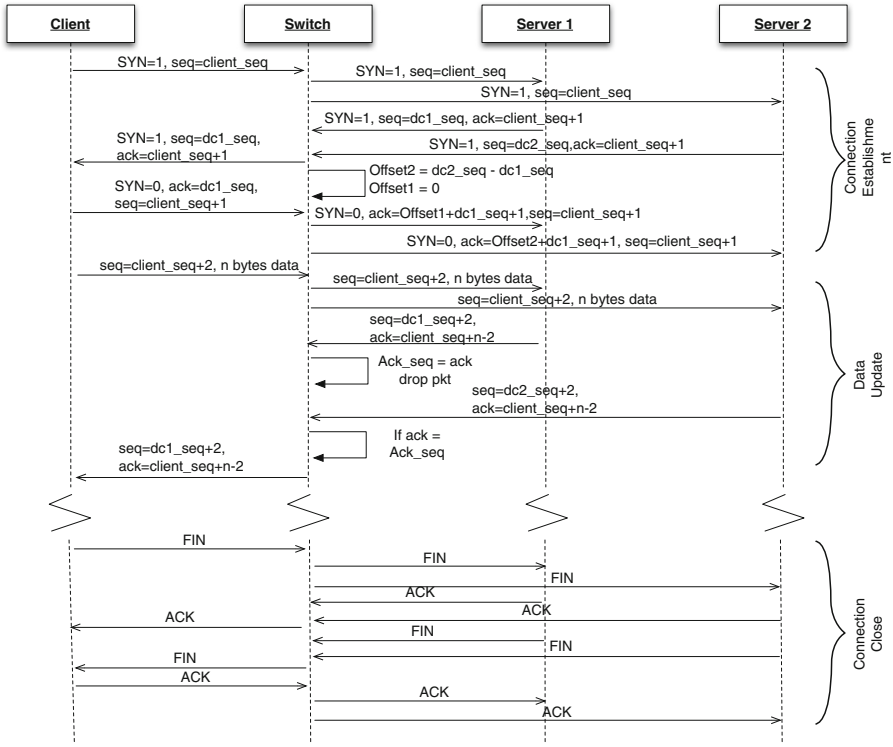 Client
Switch
Server 1
Server 2
SYN=1, seq=client_seq
SYN=1, seq=client_seq
SYN=1, seq=client_seq
SYN=1, seq=dc1_seq, ack=client_seq+1
SYN=1, seq=dc2_seq,ack=client_seq+1
SYN=1, seq=dc1_seq,
ack=client_seq+1
Offset2 = dc2_seq - dc1_seq
Offset1 = 0
SYN=0, ack=dc1_seq,
seq=client_seq+1
SYN=0, ack=Offset1+dc1_seq+1,seq=client_seq+1
SYN=0, ack=Offset2+dc1_seq+1, seq=client_seq+1
Connection
Establishme
nt
seq=client_seq+2, n bytes data
seq=client_seq+2, n bytes data
seq=client_seq+2, n bytes data
seq=dc1_seq+2,
ack=client_seq+n-2
Ack_seq = ack
drop pkt
seq=dc2_seq+2,
ack=client_seq+n-2
If ack =
Ack_seq
seq=dc1_seq+2,
ack=client_seq+n-2
Data
Update
FIN
FIN
FIN
ACK
ACK
ACK
FIN
FIN
FIN
ACK
ACK
ACK
Connection
Close